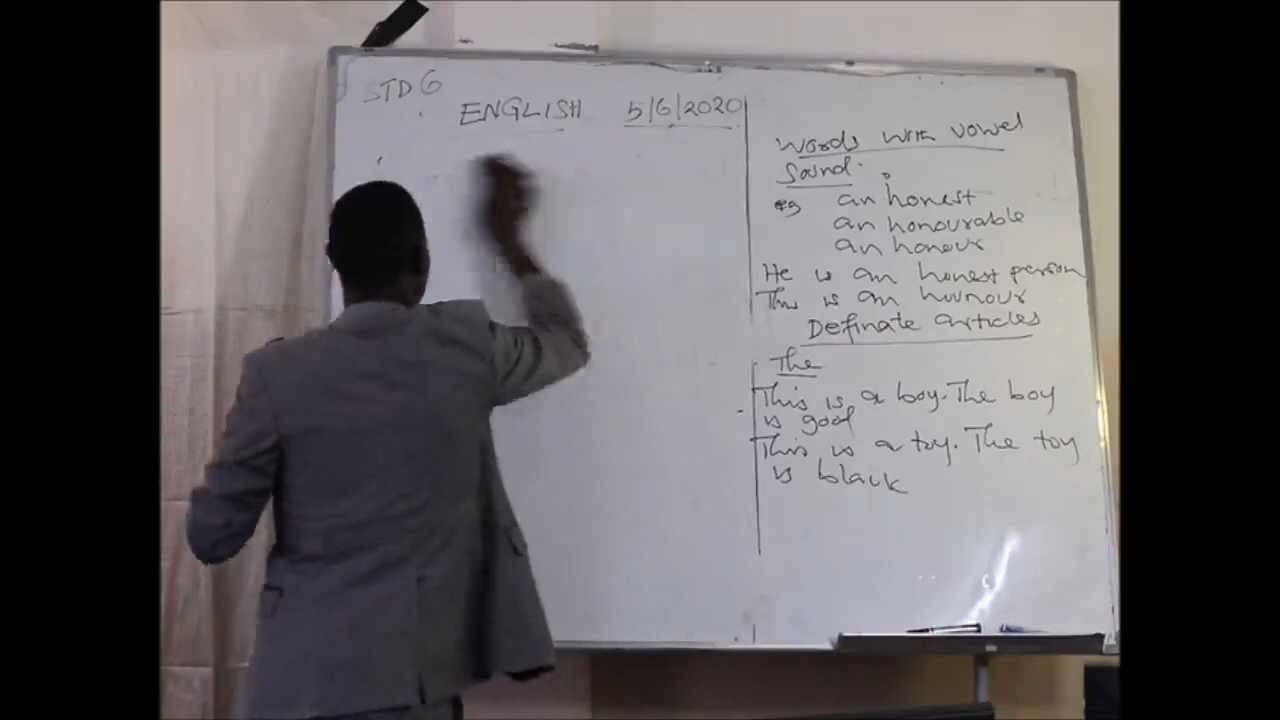 STD 6
ENGLISH 5/6/2020
Words with vowel
Sound.
eg an honest
an honourable
an honour
He is an honest person
This is an hounour
Definate articles
The
This is a boy. The boy
is good
This is a toy. The toy
is black